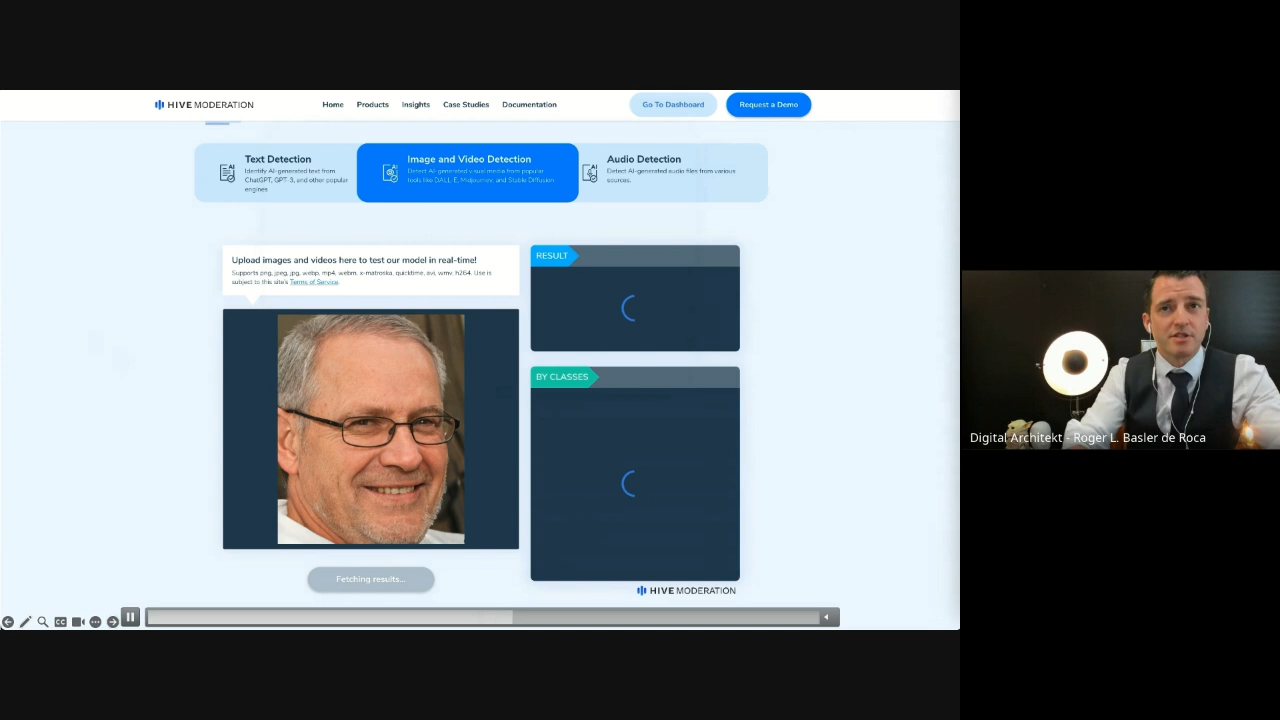 HIVE MODERATION
Home Products Insights Case Studies Documentation
Go To Dashboard
Request a Demo
Text Detection
Identify AI-generated text from
ChatGPT, GPT-3, and other popular
engines
Image and Video Detection
Detect AI-generated visual media from popular
tools like DALL-E, Midjourney, and Stable Diffusion
Audio Detection
Detect AI-generated audio files from various
sources.
Upload images and videos here to test our model in real-time!
Supports png, jpeg, jpg, webp, mp4, webm, x-matroska, quicktime, avi, wmv, h264. Use is
subject to this site's Terms of Service.
RESULT
BY CLASSES
Fetching results...
HIVE MODERATION
CC
Digital Architekt - Roger L. Basler de Roca